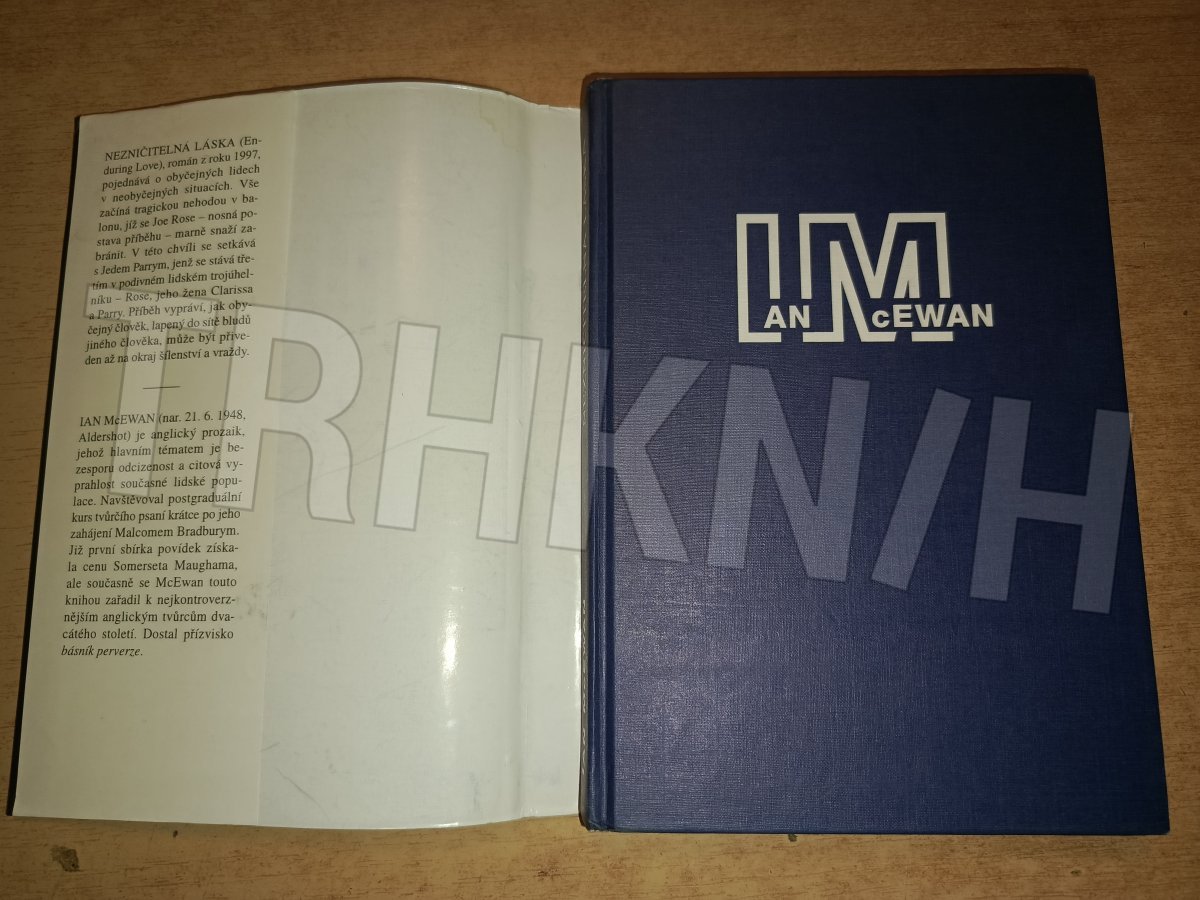 NEZNIČITELNÁ LÁSKA (En-
during Love), román z roku 1997,
pojednává o obyčejných lidech
v neobyčejných situacích. Vše
začíná tragickou nehodou v ba-
lonu, jíž se Joe Rose – nosná po-
stava příběhu – marně snaží za-
bránit. V této chvíli se setkává
s Jedem Parrym, jenž se stává tře-
tím v podivném lidském trojúhel-
níku – Rose, jeho žena Clarissa
a Parry. Příběh vypráví, jak oby-
čejný člověk, lapený do sítě bludů
jiného člověka, může být přive-
den až na okraj šílenství a vraždy.
IAN McEWAN (nar. 21. 6. 1948,
Aldershot) je anglický prozaik,
jehož hlavním tématem je be-
zesporu odcizenost a citová vy-
prahlost současné lidské popu-
lace. Navštěvoval postgraduální
kurs tvůrčího psaní krátce po jeho
zahájení Malcomem Bradburym.
Již první sbírka povídek získa-
la cenu Somerseta Maughama,
ale současně se McEwan touto
knihou zařadil k nejkontroverz-
nějším anglickým tvůrcům dva-
cátého století. Dostal přízvisko
básník perverze.
IAN McEWAN
TRHKN/H